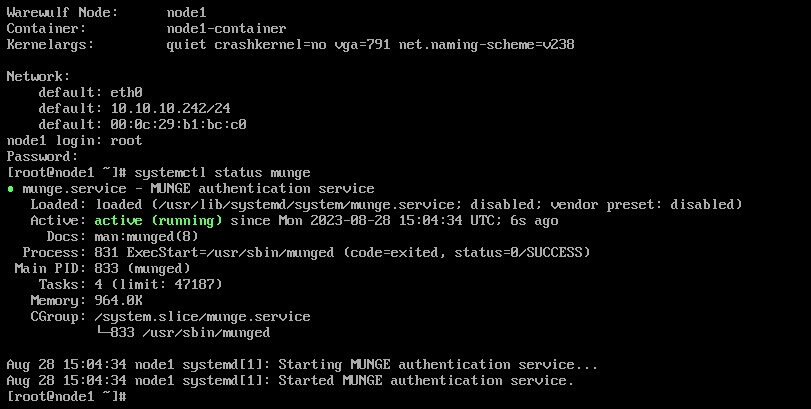 Warewulf Node:      node1
Container:          node1-container
Kernelargs:         quiet crashkernel=no vga=791 net.naming-scheme=v238

Network:
    default: eth0
    default: 10.10.10.242/24
    default: 00:0c:29:b1:bc:c0
node1 login: root
Password:
[root@node1 ~]# systemctl status munge
● munge.service - MUNGE authentication service
   Loaded: loaded (/usr/lib/systemd/system/munge.service; disabled; vendor preset: disabled)
   Active: active (running) since Mon 2023-08-28 15:04:34 UTC; 6s ago
     Docs: man:munged(8)
  Process: 831 ExecStart=/usr/sbin/munged (code=exited, status=0/SUCCESS)
 Main PID: 833 (munged)
    Tasks: 4 (limit: 47187)
   Memory: 964.0K
   CGroup: /system.slice/munge.service
           └─833 /usr/sbin/munged

Aug 28 15:04:34 node1 systemd[1]: Starting MUNGE authentication service...
Aug 28 15:04:34 node1 systemd[1]: Started MUNGE authentication service.
[root@node1 ~]#